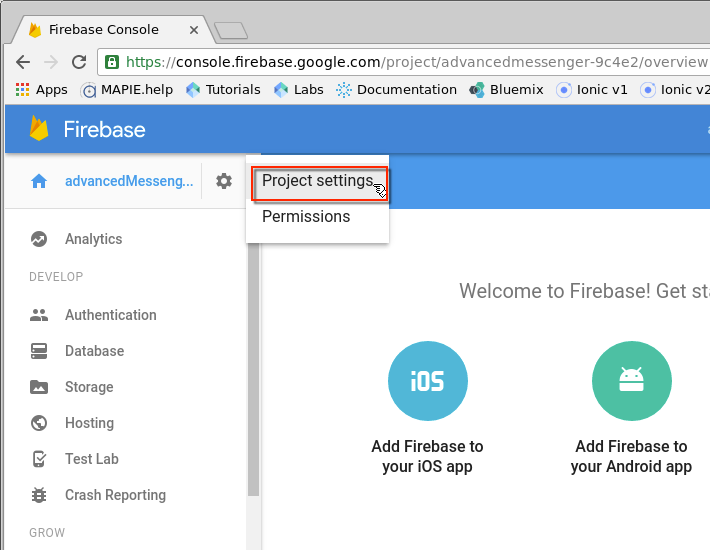 Firebase Console
https://console.firebase.google.com/project/advancedmessenger-9c4e2/overview
Apps MAPIE.help Tutorials Labs Documentation Bluemix Ionic v1 Ionic v2
Firebase
advancedMesseng...
Project settings
Permissions
Analytics
DEVELOP
Authentication
Database
Storage
Hosting
Test Lab
Crash Reporting
GROW
Welcome to Firebase! Get sta
iOS
Add Firebase to
your iOS app
Add Firebase to
your Android app